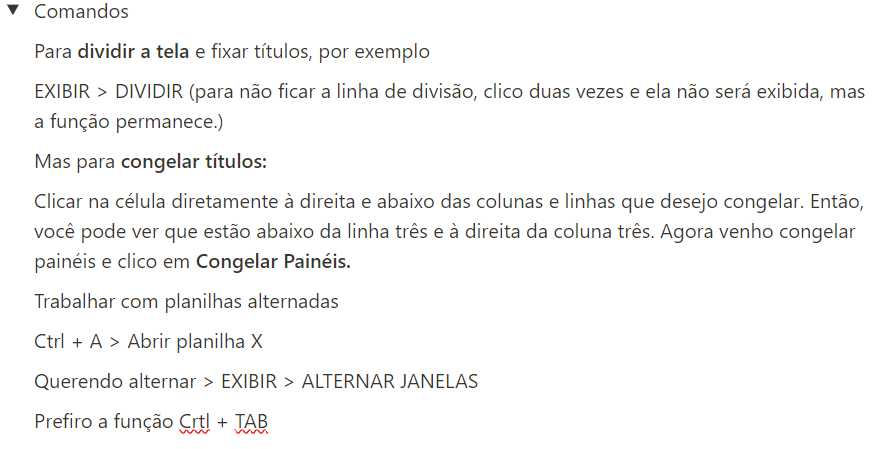 Comandos
Para dividir a tela e fixar títulos, por exemplo
EXIBIR > DIVIDIR (para não ficar a linha de divisão, clico duas vezes e ela não será exibida, mas
a função permanece.)
Mas para congelar títulos:
Clicar na célula diretamente à direita e abaixo das colunas e linhas que desejo congelar. Então,
você pode ver que estão abaixo da linha três e à direita da coluna três. Agora venho congelar
painéis e clico em Congelar Painéis.
Trabalhar com planilhas alternadas
Ctrl + A > Abrir planilha X
Querendo alternar > EXIBIR > ALTERNAR JANELAS
Prefiro a função Crtl + TAB